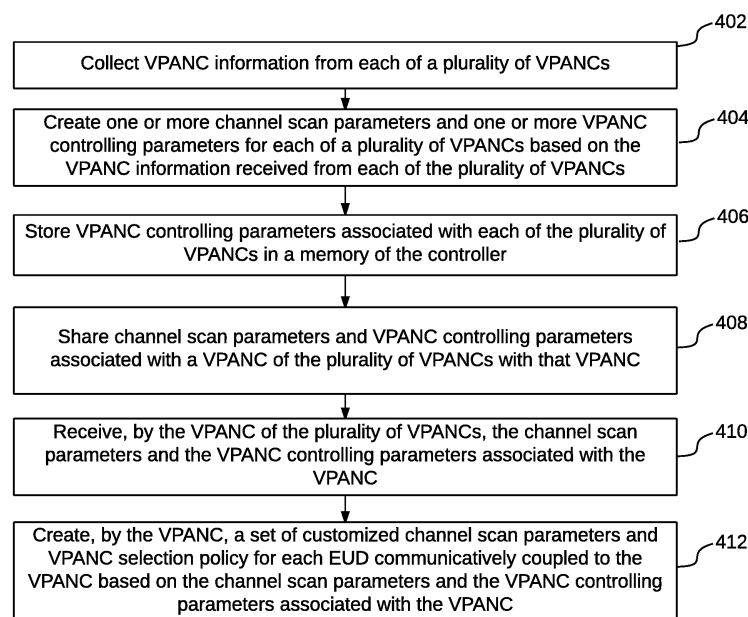 402
Collect VPANC information from each of a plurality of VPANCs
404
Create one or more channel scan parameters and one or more VPANC
controlling parameters for each of a plurality of VPANCs based on the
VPANC information received from each of the plurality of VPANCs
406
Store VPANC controlling parameters associated with each of the plurality of
VPANCs in a memory of the controller
408
Share channel scan parameters and VPANC controlling parameters
associated with a VPANC of the plurality of VPANCs with that VPANC
410
Receive, by the VPANC of the plurality of VPANCs, the channel scan
parameters and the VPANC controlling parameters associated with the
VPANC
412
Create, by the VPANC, a set of customized channel scan parameters and
VPANC selection policy for each EUD communicatively coupled to the
VPANC based on the channel scan parameters and the VPANC controlling
parameters associated with the VPANC